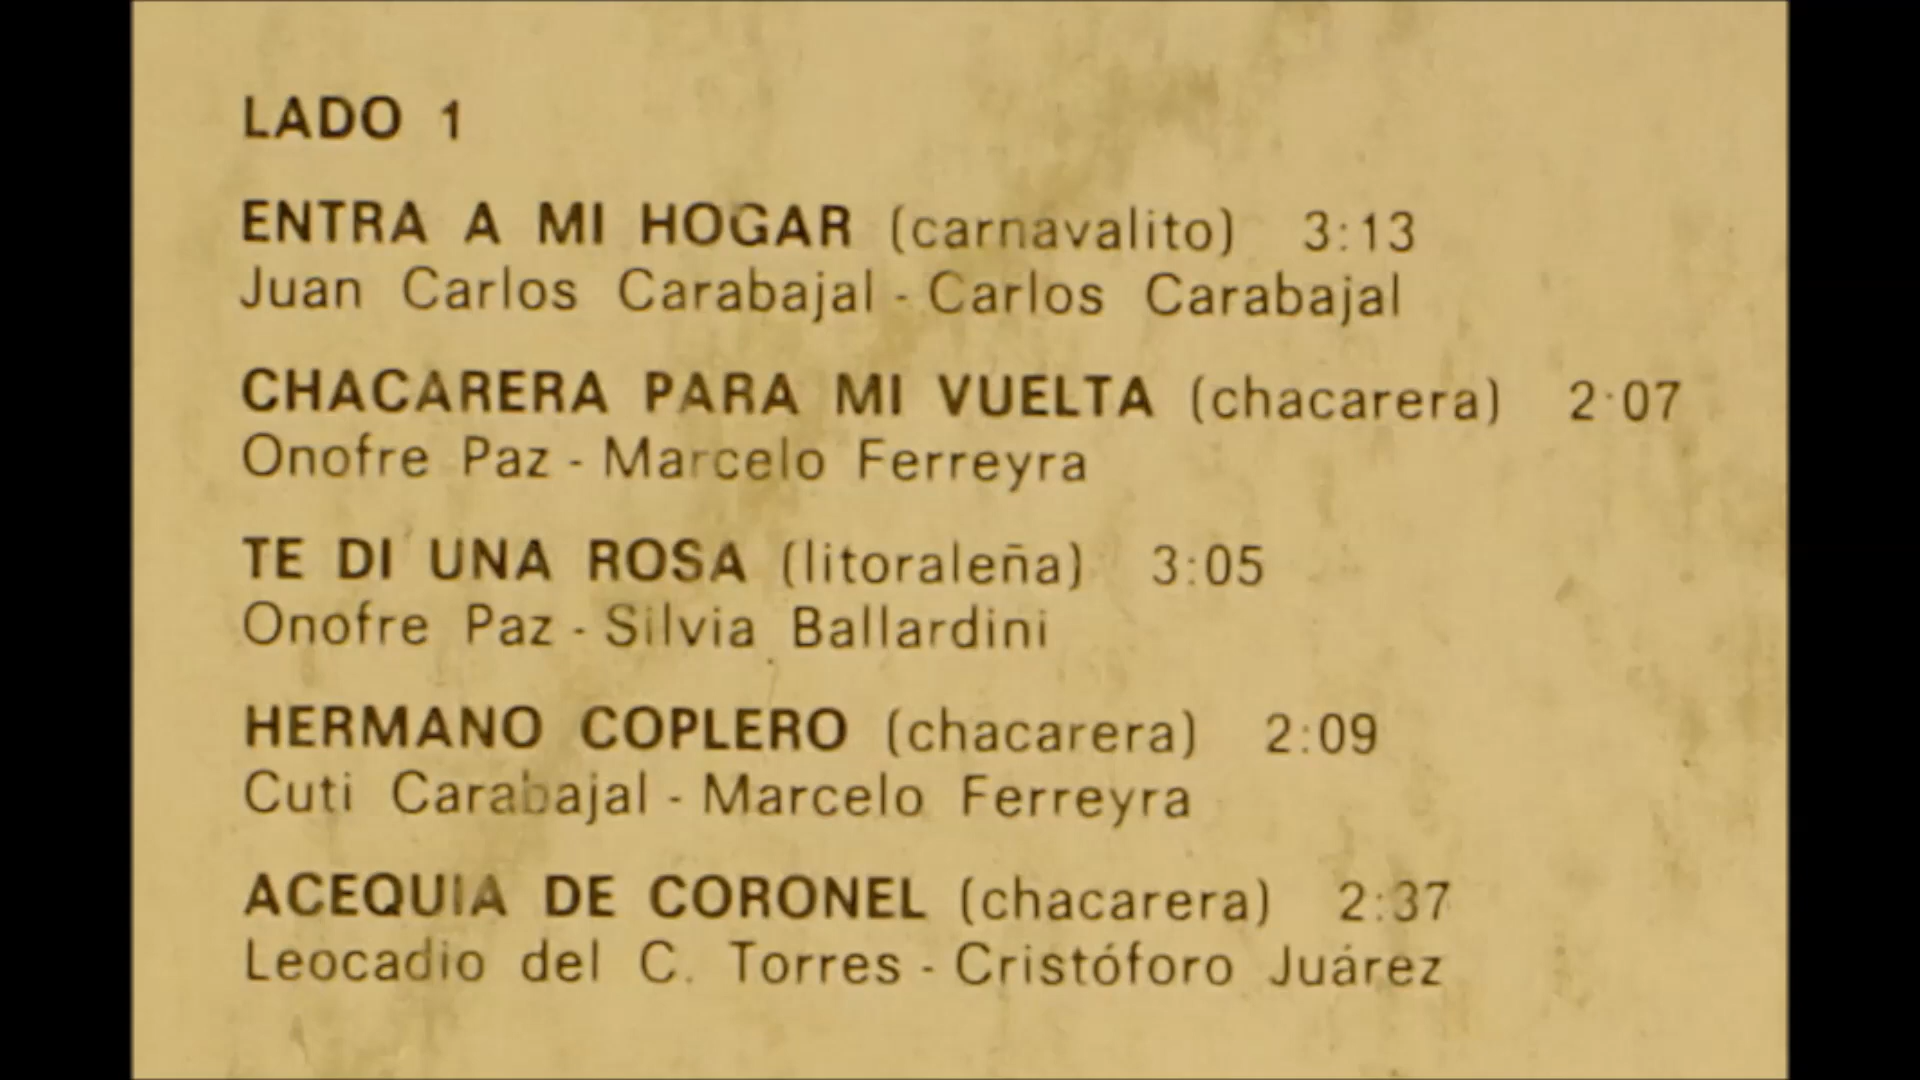 LADO 1
ENTRA A MI HOGAR (carnavalito) 3:13
Juan Carlos Carabajal - Carlos Carabajal
CHACARERA PARA MI VUELTA (chacarera) 2:07
Onofre Paz - Marcelo Ferreyra
TE DI UNA ROSA (litoraleña) 3:05
Onofre Paz - Silvia Ballardini
HERMANO COPLERO (chacarera) 2:09
Cuti Carabajal - Marcelo Ferreyra
ACEQUIA DE CORONEL (chacarera) 2:37
Leocadio del C. Torres - Cristóforo Juárez